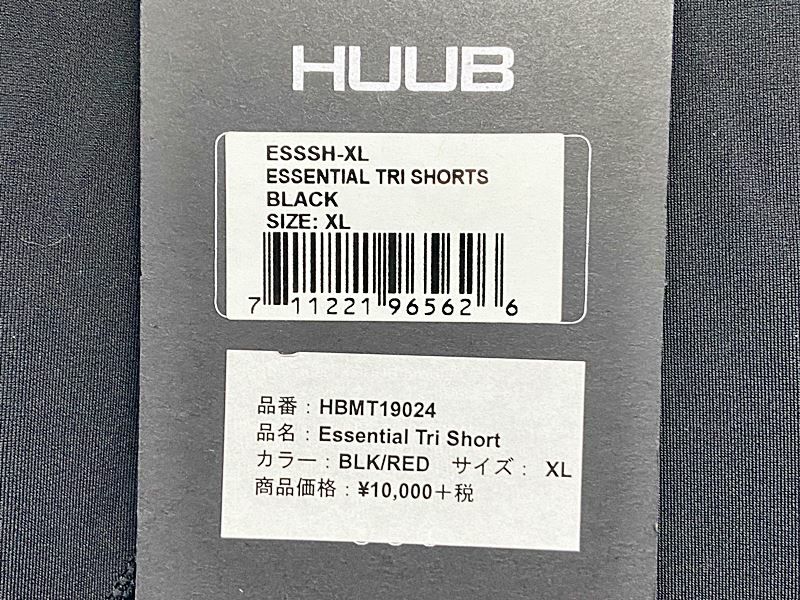 HUUB
ESSSH-XL
ESSENTIAL TRI SHORTS
BLACK
SIZE: XL
7 11221 96562 6
品番：HBMT19024
品名：Essential Tri Short
カラー：BLK/RED サイズ： XL
商品価格：¥10,000＋税